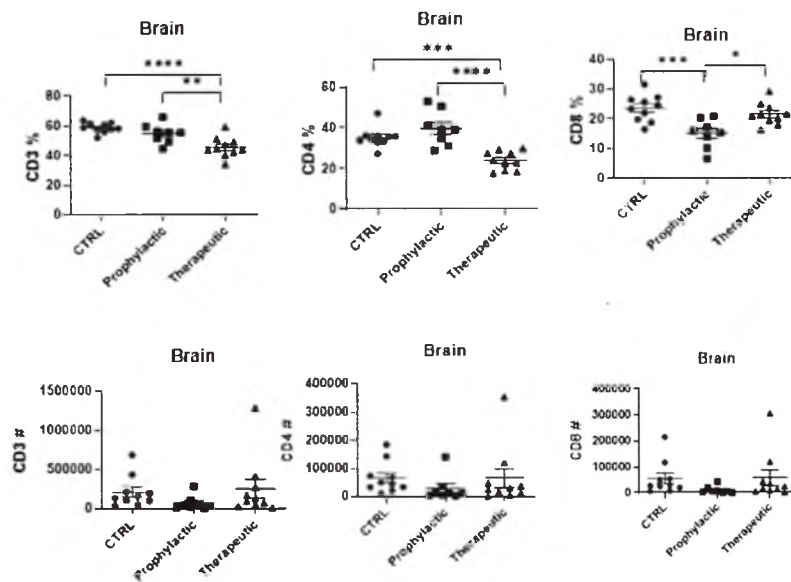 Brain
****
**
CD3 %
80
60
40
20
0
CTRL
Prophylactic
Therapeutic
Brain
***
****
CD4 %
60
40
20
0
CTRL
Prophylactic
Therapeutic
Brain
***
*
CD8 %
40
30
20
10
0
CTRL
Prophylactic
Therapeutic
Brain
CD3 #
1500000
1000000
500000
0
CTRL
Prophylactic
Therapeutic
Brain
CD4 #
400000
300000
200000
100000
0
CTRL
Prophylactic
Therapeutic
Brain
CD8 #
400000
300000
200000
100000
0
CTRL
Prophylactic
Therapeutic